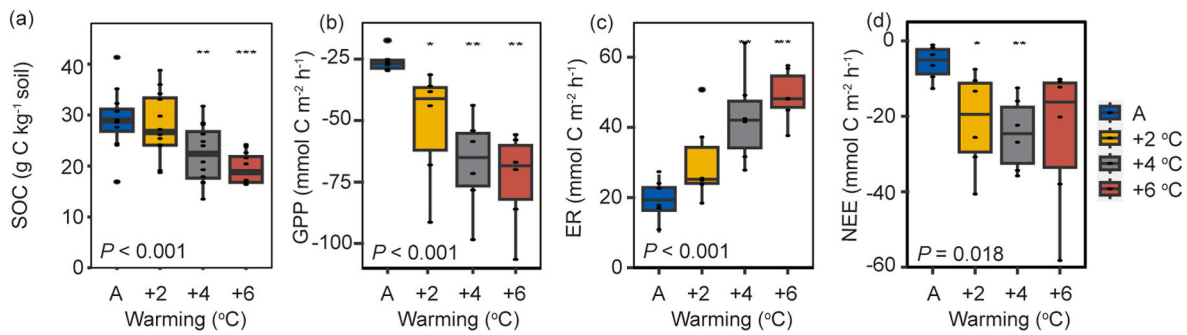 (a)
SOC (g C kg⁻¹ soil)
40
30
20
10
0
** ***
P < 0.001
A +2 +4 +6
Warming (°C)
(b)
GPP (mmol C m⁻² h⁻¹)
-25
-50
-75
-100
* ** **
P < 0.001
A +2 +4 +6
Warming (°C)
(c)
ER (mmol C m⁻² h⁻¹)
60
40
20
0
** ***
P < 0.001
A +2 +4 +6
Warming (°C)
(d)
NEE (mmol C m⁻² h⁻¹)
0
-20
-40
-60
* **
P = 0.018
A +2 +4 +6
Warming (°C)
A
+2 °C
+4 °C
+6 °C